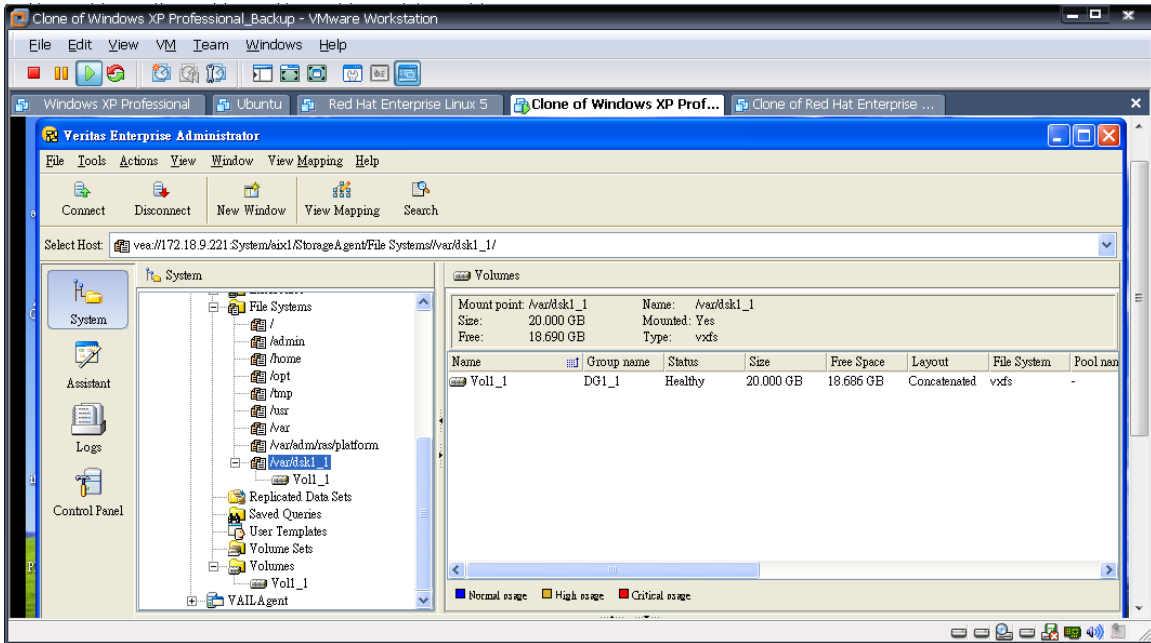 Clone of Windows XP Professional_Backup - VMware Workstation
File Edit View VM Team Windows Help
Windows XP Professional Ubuntu Red Hat Enterprise Linux 5 Clone of Windows XP Prof... Clone of Red Hat Enterprise ...
Veritas Enterprise Administrator
File Tools Actions View Window View Mapping Help
Connect Disconnect New Window View Mapping Search
Select Host: vea://172.18.9.221:System/aix1/StorageAgent/File Systems//var/dsk1_1/
System
Assistant
Logs
Control Panel
System
File Systems
/
/admin
/home
/opt
/tmp
/usr
/var
/var/adm/ras/platform
/var/dsk1_1
Vol1_1
Replicated Data Sets
Saved Queries
User Templates
Volume Sets
Volumes
Vol1_1
VAILAgent
Volumes
Mount point: /var/dsk1_1 Name: /var/dsk1_1
Size: 20.000 GB Mounted: Yes
Free: 18.690 GB Type: vxfs
Name Group name Status Size Free Space Layout File System Pool nam
Vol1_1 DG1_1 Healthy 20.000 GB 18.686 GB Concatenated vxfs -
Normal usage High usage Critical usage